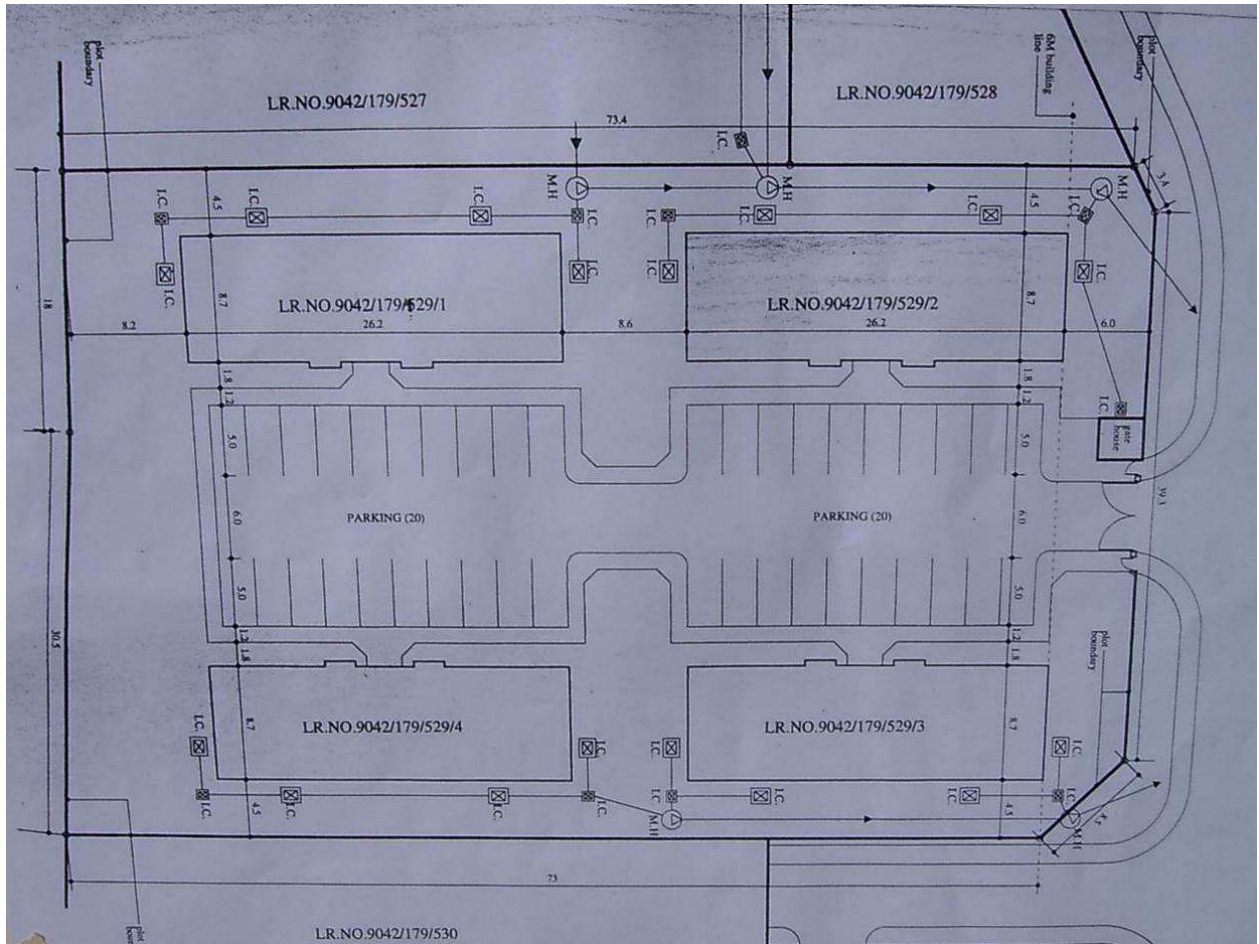 plot
boundary
6M building
line
plot
boundary
LR.NO.9042/179/527
LR.NO.9042/179/528
73.4
I.C.
3.4
M.H
M.H
M.H
I.C.
I.C.
4.5
I.C.
I.C.
I.C.
4.5
I.C.
I.C.
I.C.
I.C.
I.C.
I.C.
8.7
8.7
18
LR.NO.9042/179/529/1
LR.NO.9042/179/529/2
8.2
26.2
8.6
26.2
6.0
1.8
1.8
1.2
1.2
I.C.
gate
house
5.0
5.0
39.3
6.0
PARKING (20)
PARKING (20)
6.0
5.0
5.0
30.5
1.2
1.2
1.8
1.8
plot
boundary
LR.NO.9042/179/529/4
LR.NO.9042/179/529/3
8.7
8.7
I.C.
I.C.
I.C.
I.C.
I.C.
I.C.
I.C.
I.C.
I.C.
I.C.
I.C.
I.C.
4.5
4.5
M.H
M.H
8.5
73
plot
LR.NO.9042/179/530